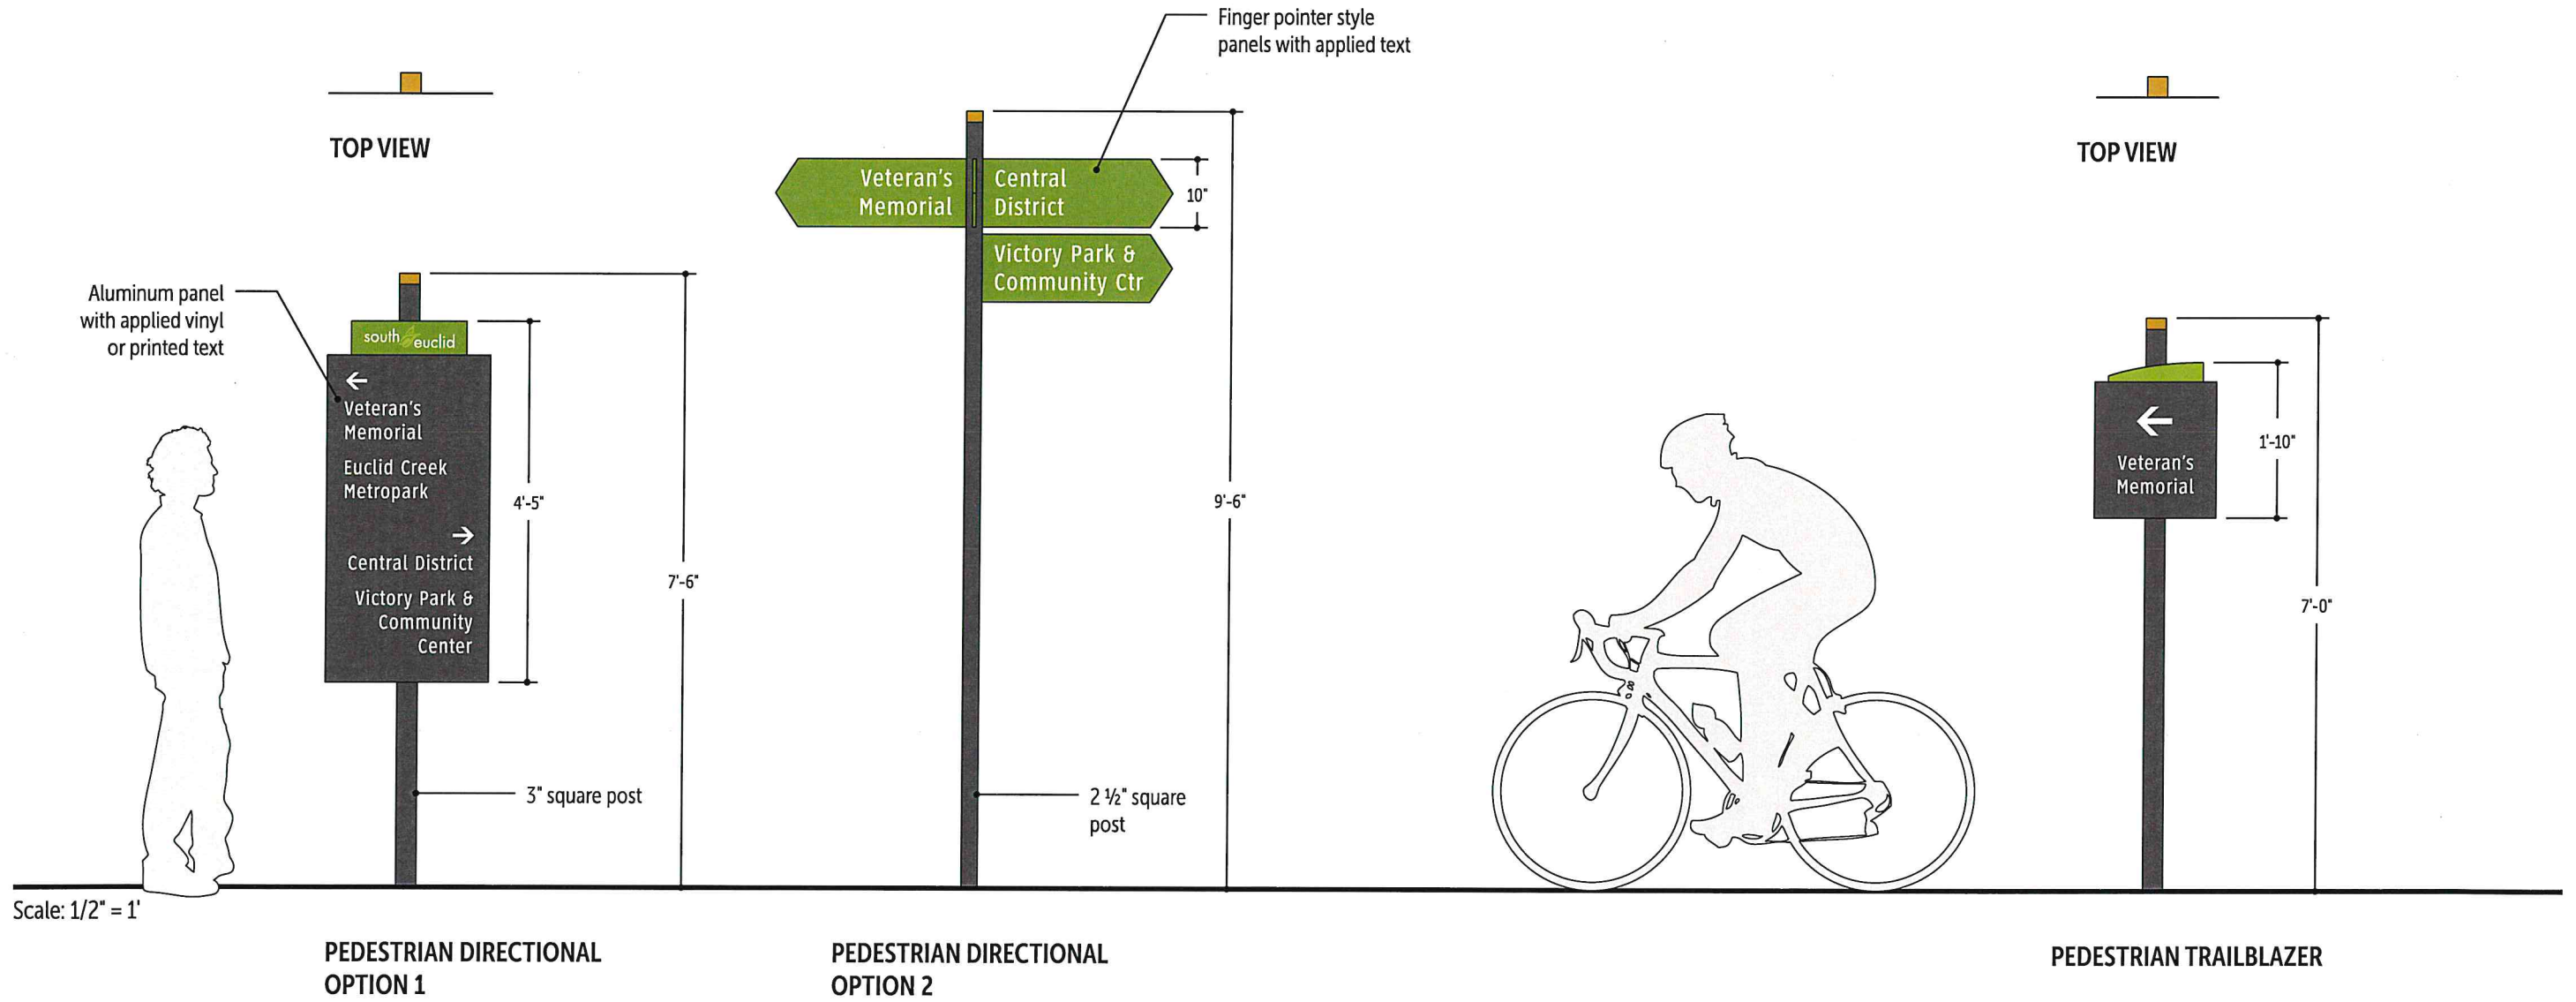 Finger pointer style
panels with applied text
TOP VIEW
TOP VIEW
Veteran's
Memorial
Central
District
10"
Victory Park &
Community Ctr
Aluminum panel
with applied vinyl
or printed text
south euclid
←
Veteran's
Memorial
Euclid Creek
Metropark
→
Central District
Victory Park &
Community
Center
4'-5"
7'-6"
9'-6"
←
Veteran's
Memorial
1'-10"
7'-0"
3" square post
2 ½" square
post
Scale: 1/2" = 1'
PEDESTRIAN DIRECTIONAL
OPTION 1
PEDESTRIAN DIRECTIONAL
OPTION 2
PEDESTRIAN TRAILBLAZER